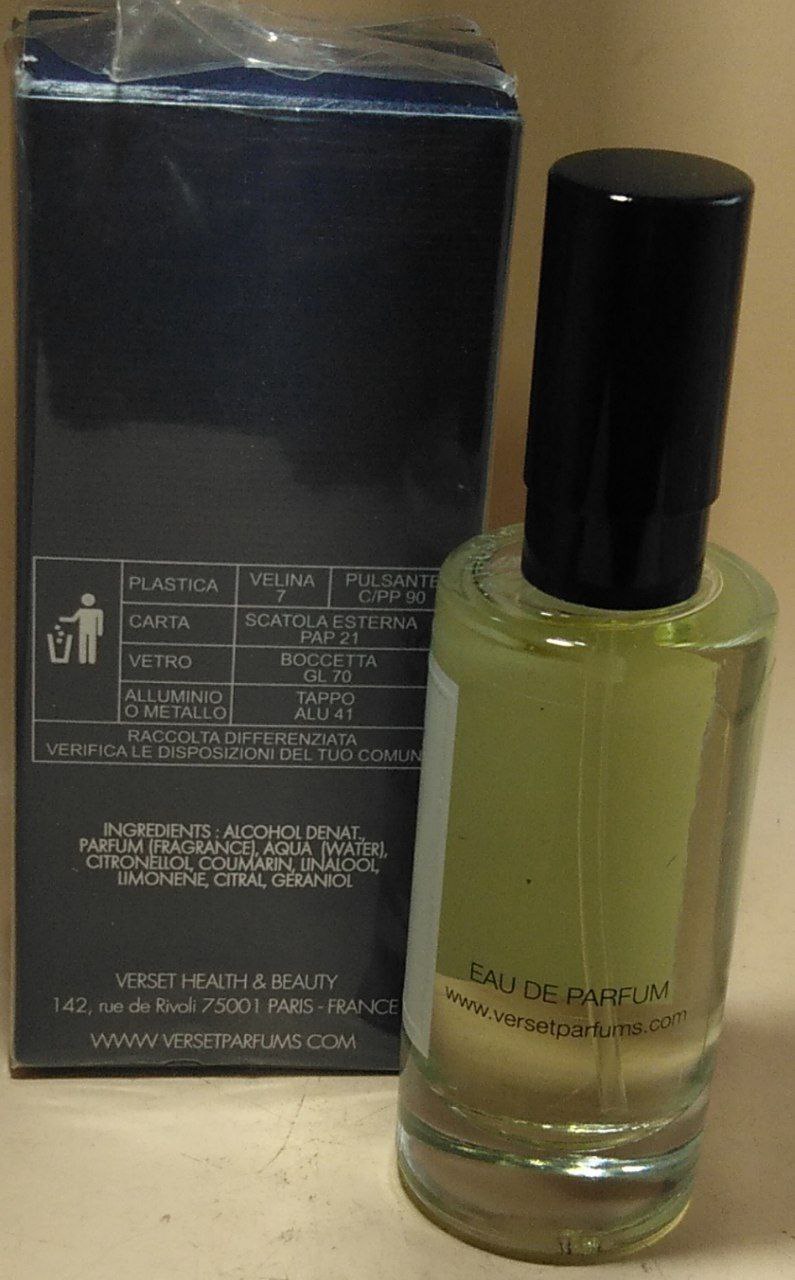 PLASTICA VELINA 7 PULSANTE C/PP 90
CARTA SCATOLA ESTERNA PAP 21
VETRO BOCCETTA GL 70
ALLUMINIO O METALLO TAPPO ALU 41
RACCOLTA DIFFERENZIATA
VERIFICA LE DISPOSIZIONI DEL TUO COMUN
INGREDIENTS : ALCOHOL DENAT.,
PARFUM (FRAGRANCE), AQUA (WATER),
CITRONELLOL, COUMARIN, LINALOOL,
LIMONENE, CITRAL, GERANIOL
VERSET HEALTH & BEAUTY
142, rue de Rivoli 75001 PARIS - FRANCE
WWW VERSETPARFUMS COM
EAU DE PARFUM
www.versetparfums.com